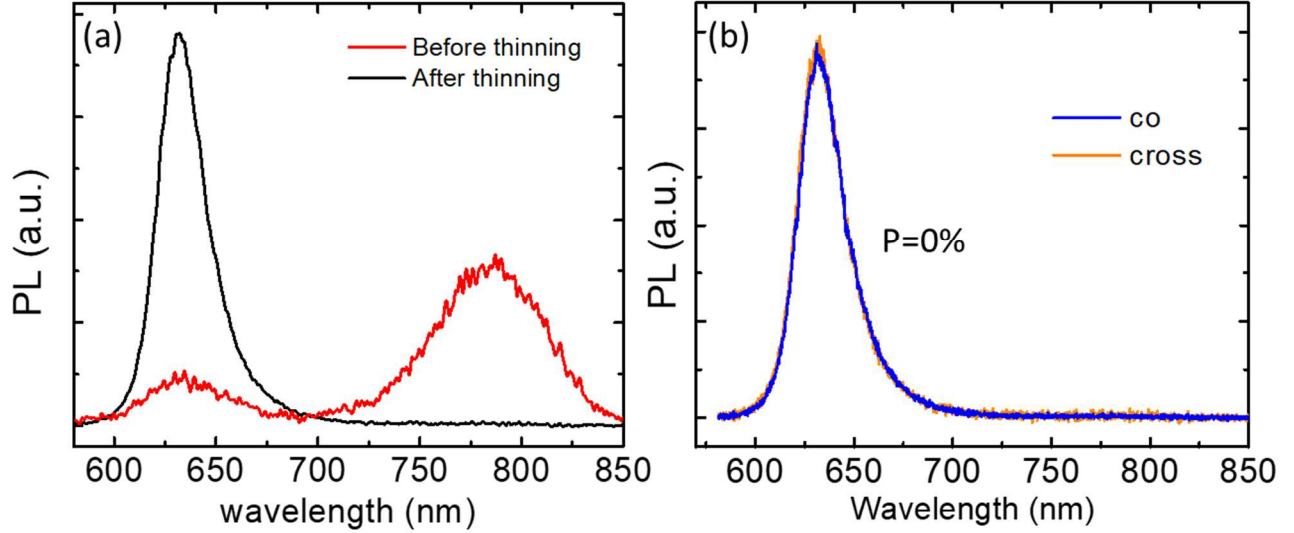 (a)
Before thinning
After thinning
PL (a.u.)
600 650 700 750 800 850
wavelength (nm)
(b)
co
cross
P=0%
PL (a.u.)
600 650 700 750 800 850
Wavelength (nm)